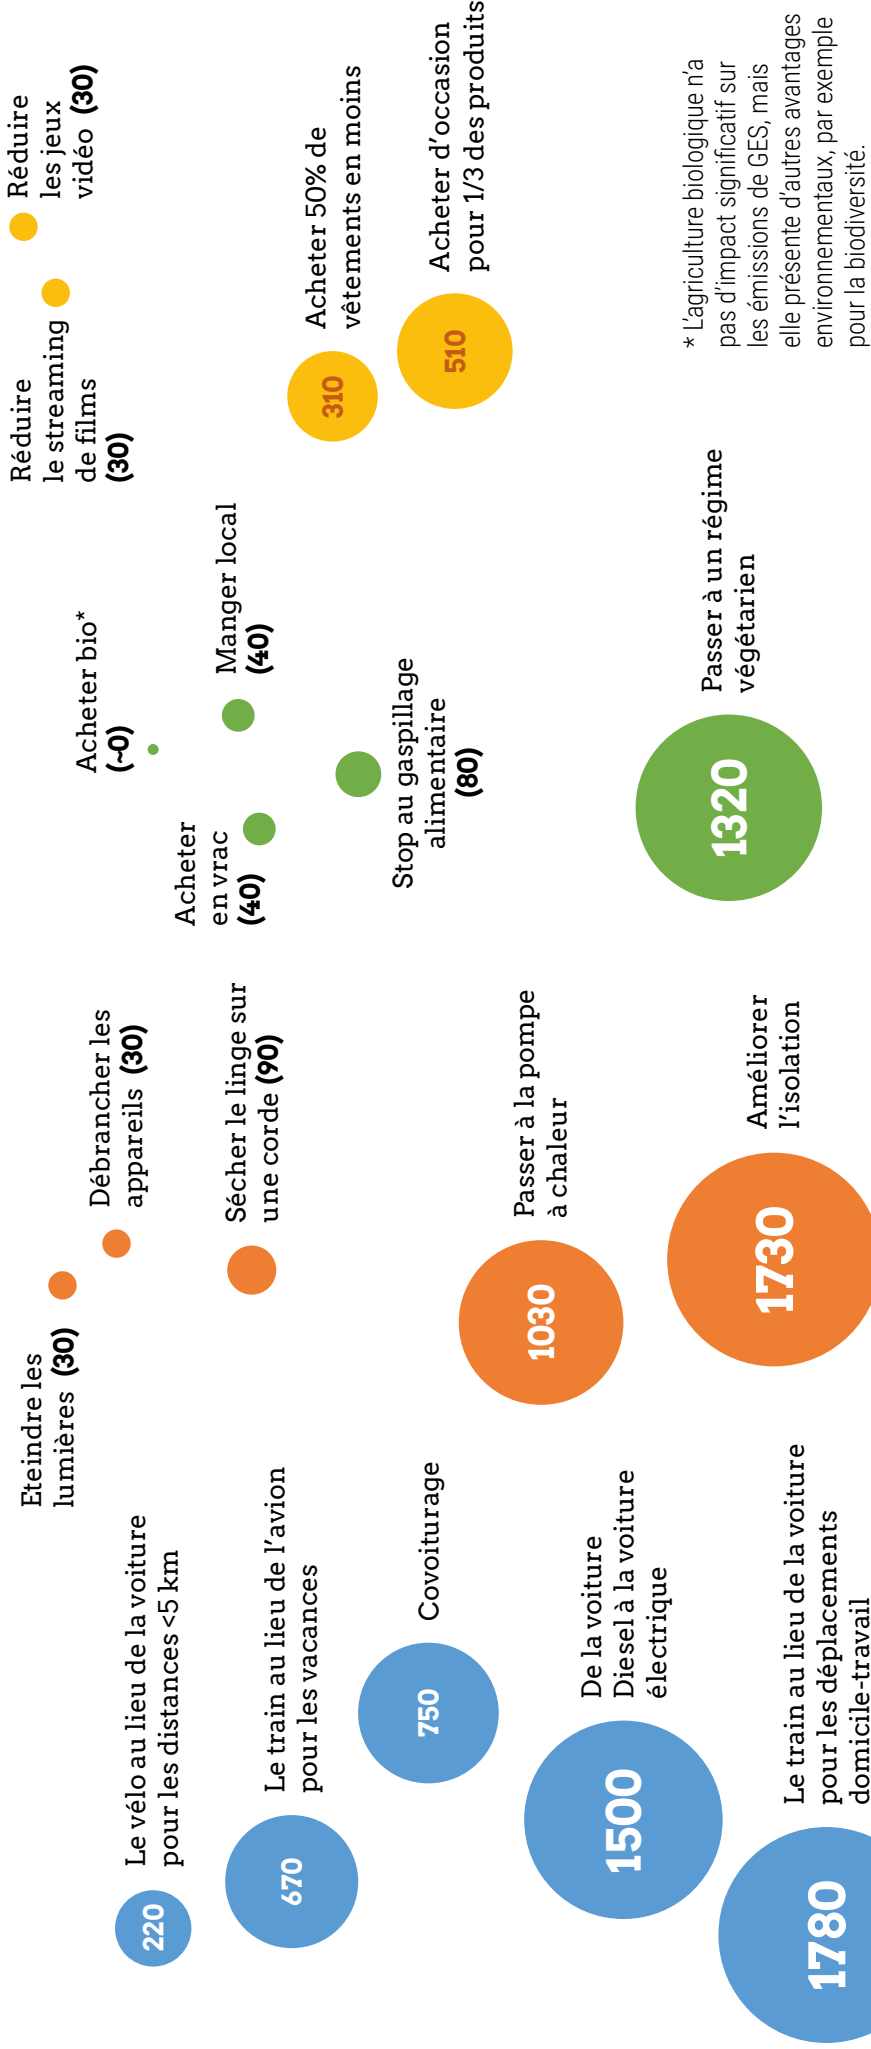 Le vélo au lieu de la voiture
pour les distances <5 km
220
Le train au lieu de l'avion
pour les vacances
670
Covoiturage
750
De la voiture
Diesel à la voiture
électrique
1500
Le train au lieu de la voiture
pour les déplacements
domicile-travail
1780
Eteindre les
lumières (30)
Débrancher les
appareils (30)
Sécher le linge sur
une corde (90)
Passer à la pompe
à chaleur
1030
Améliorer
l'isolation
1730
Acheter bio*
(~0)
Acheter
en vrac
(40)
Manger local
(40)
Stop au gaspillage
alimentaire
(80)
Passer à un régime
végétarien
1320
Réduire
le streaming
de films
(30)
Réduire
les jeux
vidéo (30)
Acheter 50% de
vêtements en moins
310
Acheter d'occasion
pour 1/3 des produits
510
* L'agriculture biologique n'a
pas d'impact significatif sur
les émissions de GES, mais
elle présente d'autres avantages
environnementaux, par exemple
pour la biodiversité.